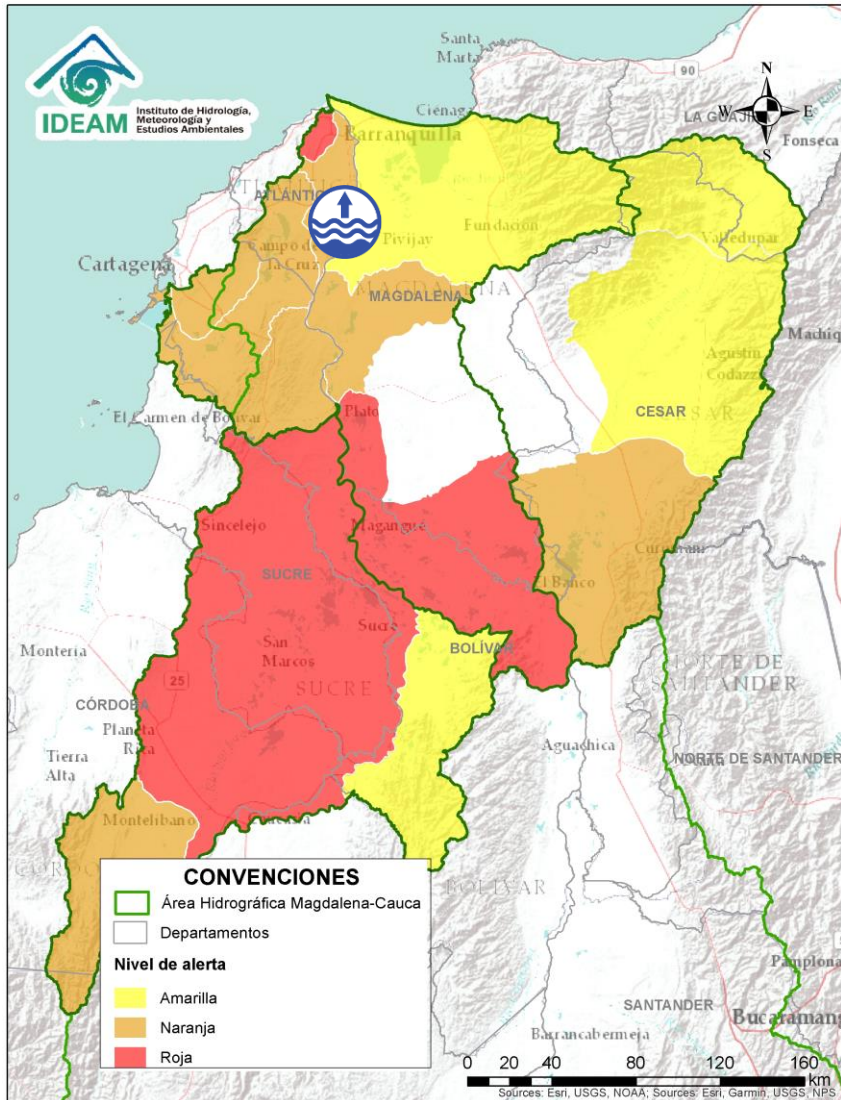 IDEAM
Instituto de Hidrología,
Meteorología y
Estudios Ambientales
Santa
Marta
90
N
W
E
S
LA GUAJI
Fonseca
Ciénaga
Barranquilla
ATLÁNTIC
Cartagena
Campo de
la Cruz
Pivijay
Fundación
Valledupar
MAGDALENA
Agustín
Codazzi
CESAR
El Carmen de Bolívar
Plato
Sincelejo
Magangue
SUCRE
El Banco
Curumaní
Sucre
BOLÍVAR
San
Marcos
SUCRE
Montería
25
CÓRDOBA
Planeta
Rica
Tierra
Alta
NORTE DE
SANTANDER
Aguachica
NORTE DE SANTANDER
Montelíbano
BOLÍVAR
CONVENCIONES
Área Hidrográfica Magdalena-Cauca
Departamentos
Nivel de alerta
Amarilla
Naranja
Roja
Pamplona
SANTANDER
Bucaramang
Barrancabermeja
0 20 40 80 120 160
km
Sources: Esri, USGS, NOAA; Sources: Esri, Garmin, USGS, NPS